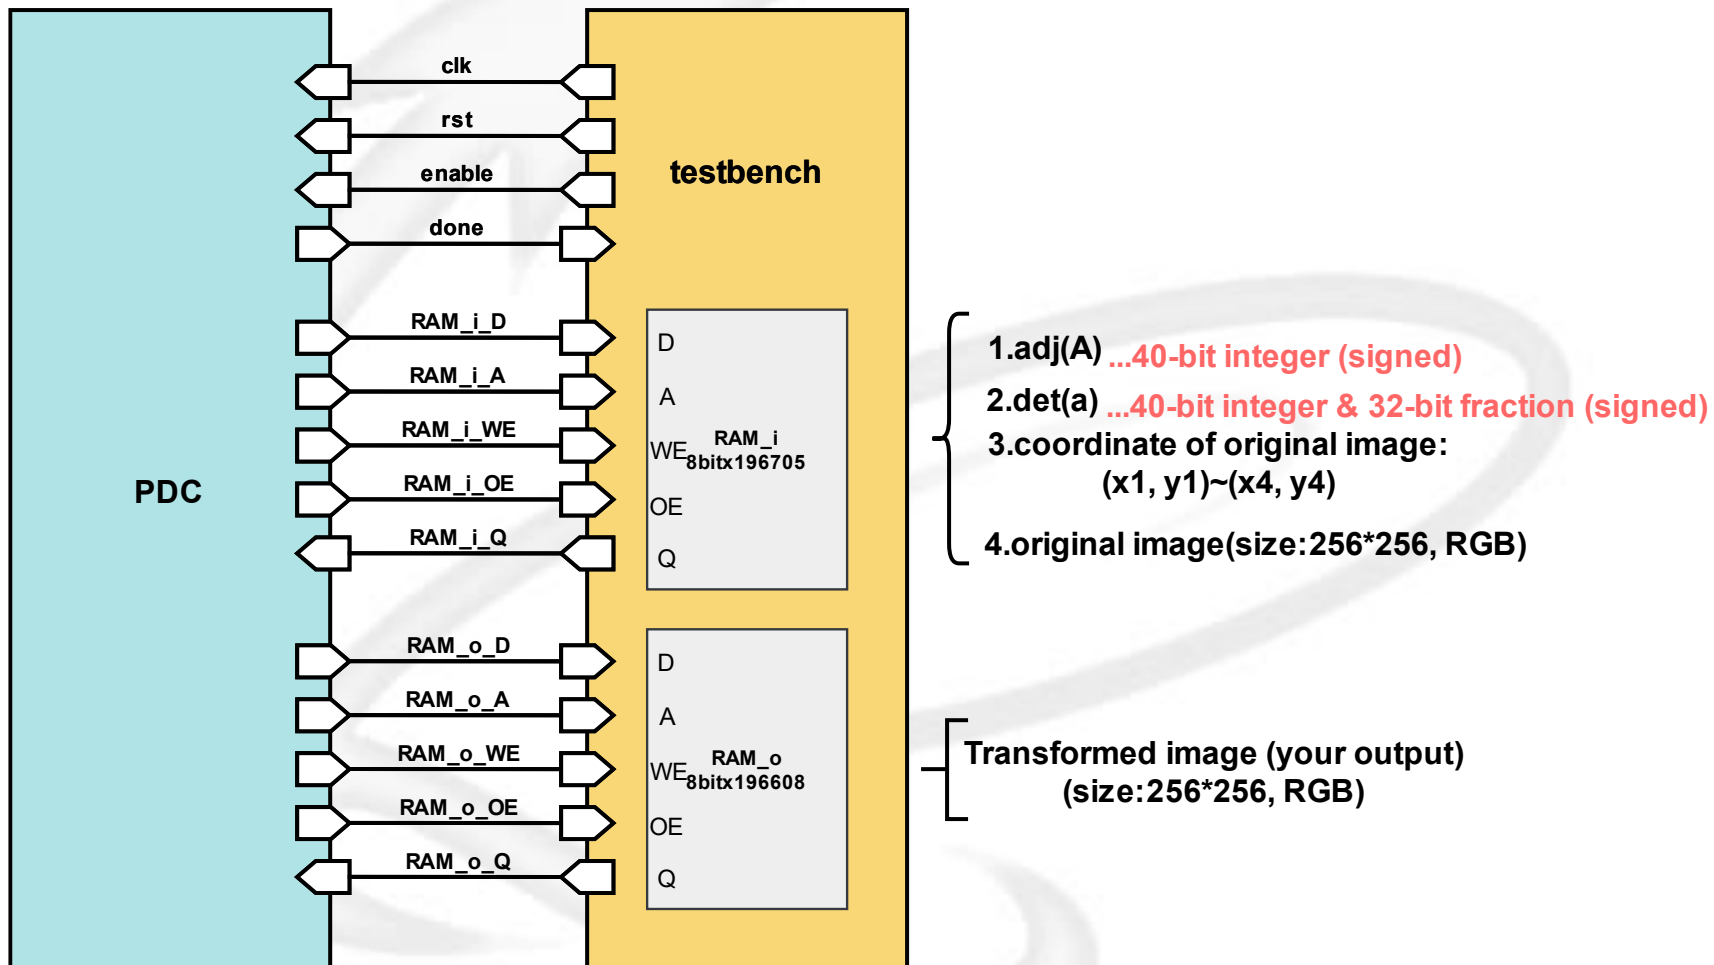 clk
rst
enable
done
testbench
PDC
RAM_i_D
RAM_i_A
RAM_i_WE
RAM_i_OE
RAM_i_Q
D
A
WE
OE
Q
RAM_i
8bitx196705
1.adj(A) ...40-bit integer (signed)
2.det(a) ...40-bit integer & 32-bit fraction (signed)
3.coordinate of original image:
(x1, y1)~(x4, y4)
4.original image(size:256*256, RGB)
RAM_o_D
RAM_o_A
RAM_o_WE
RAM_o_OE
RAM_o_Q
D
A
WE
OE
Q
RAM_o
8bitx196608
Transformed image (your output)
(size:256*256, RGB)